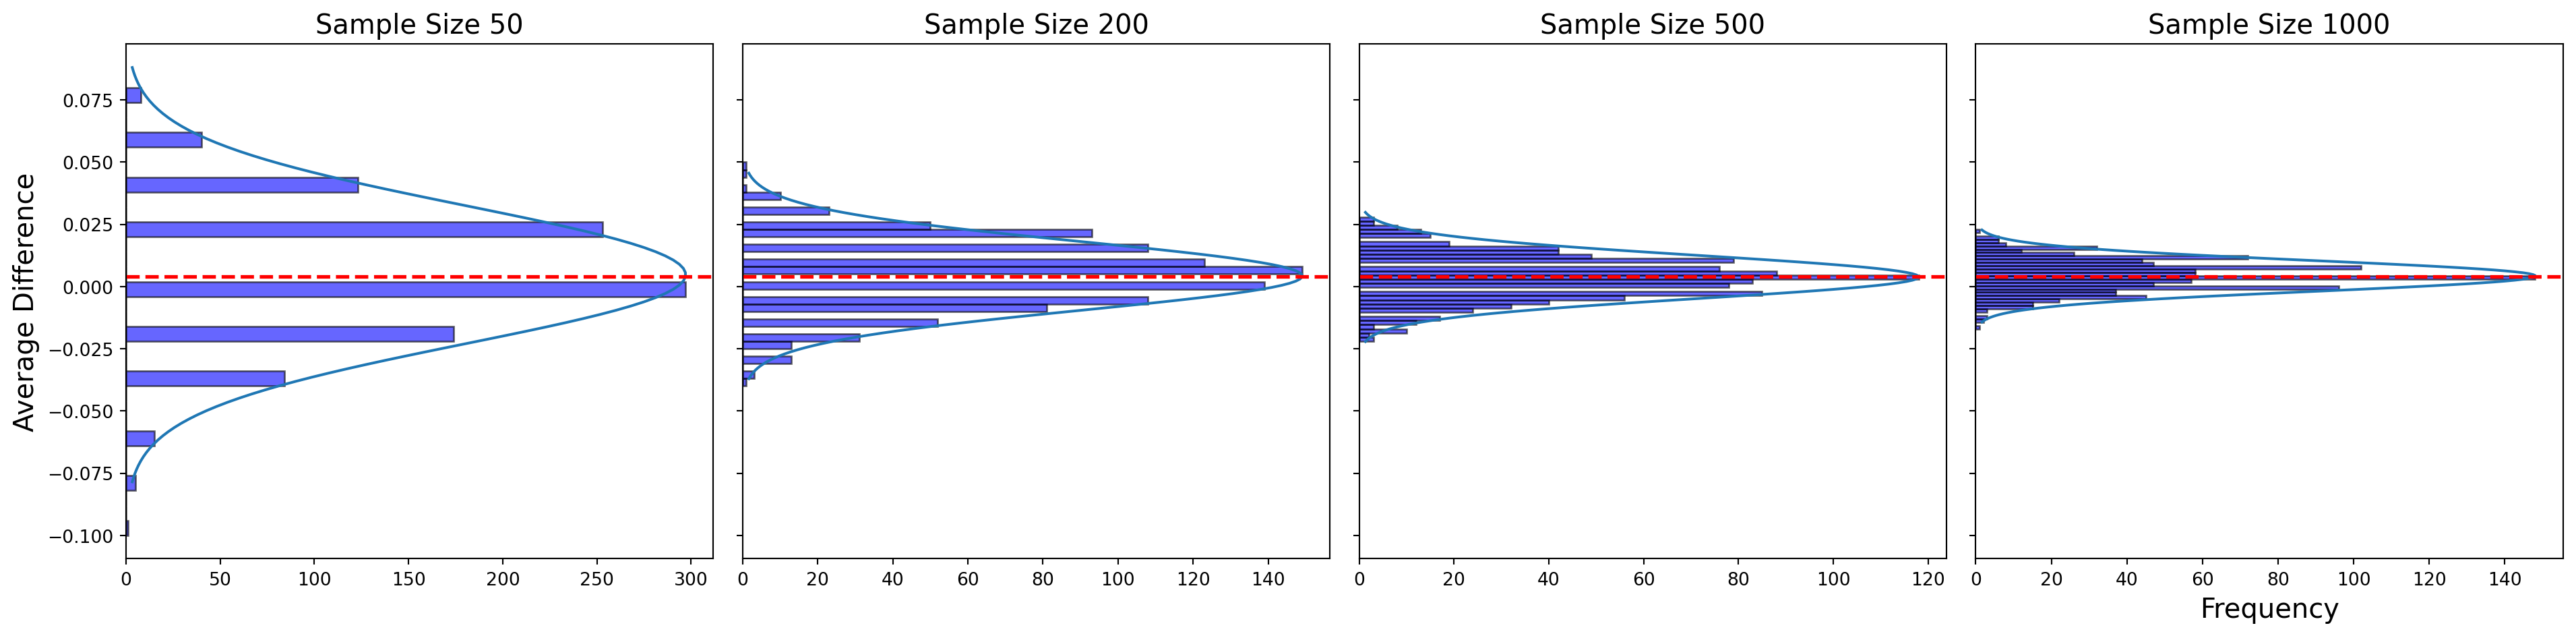 Sample Size 50
Sample Size 200
Sample Size 500
Sample Size 1000
Average Difference
0.075
0.050
0.025
0.000
−0.025
−0.050
−0.075
−0.100
0 50 100 150 200 250 300
0 20 40 60 80 100 120 140
0 20 40 60 80 100 120
0 20 40 60 80 100 120 140
Frequency